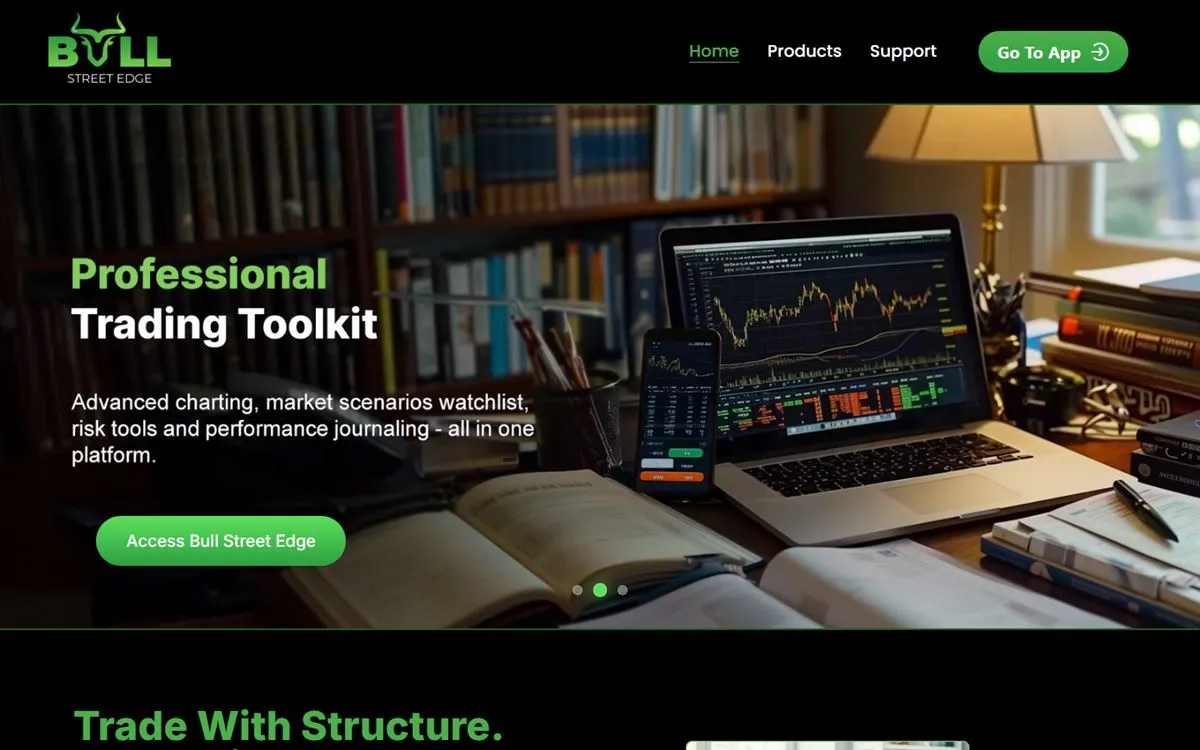 BULL
STREET EDGE
Home
Products
Support
Go To App
Professional
Trading Toolkit
Advanced charting, market scenarios watchlist,
risk tools and performance journaling - all in one
platform.
Access Bull Street Edge
Trade With Structure.